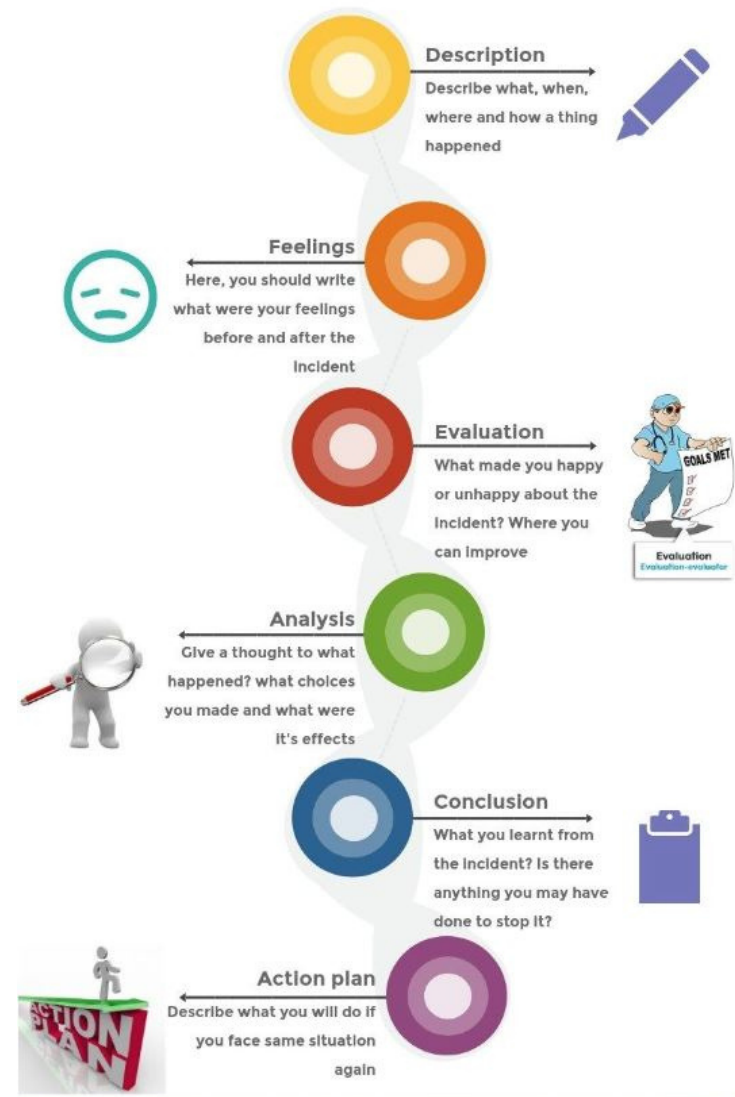 Description
Describe what, when,
where and how a thing
happened
Feelings
Here, you should write
what were your feelings
before and after the
incident
Evaluation
What made you happy
or unhappy about the
incident? Where you
can improve
GOALS MET
Evaluation
Evaluation-evaluator
Analysis
Give a thought to what
happened? what choices
you made and what were
it's effects
Conclusion
What you learnt from
the incident? Is there
anything you may have
done to stop it?
Action plan
Describe what you will do if
you face same situation
again
ACTION
PLAN